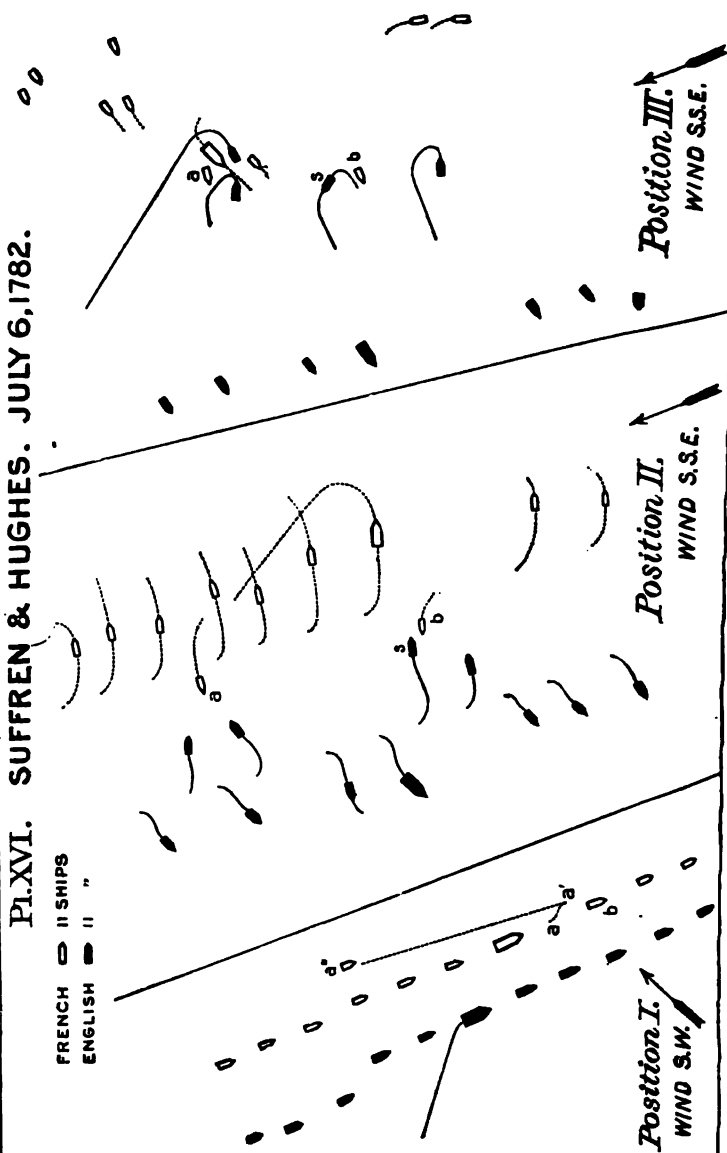 Pl.XVI. SUFFREN & HUGHES. JULY 6,1782.
FRENCH 11 SHIPS
ENGLISH 11 "
a"
a
a'
b
Position I.
WIND S.W.
a
s
b
Position II.
WIND S.S.E.
a
s
b
Position III.
WIND S.S.E.